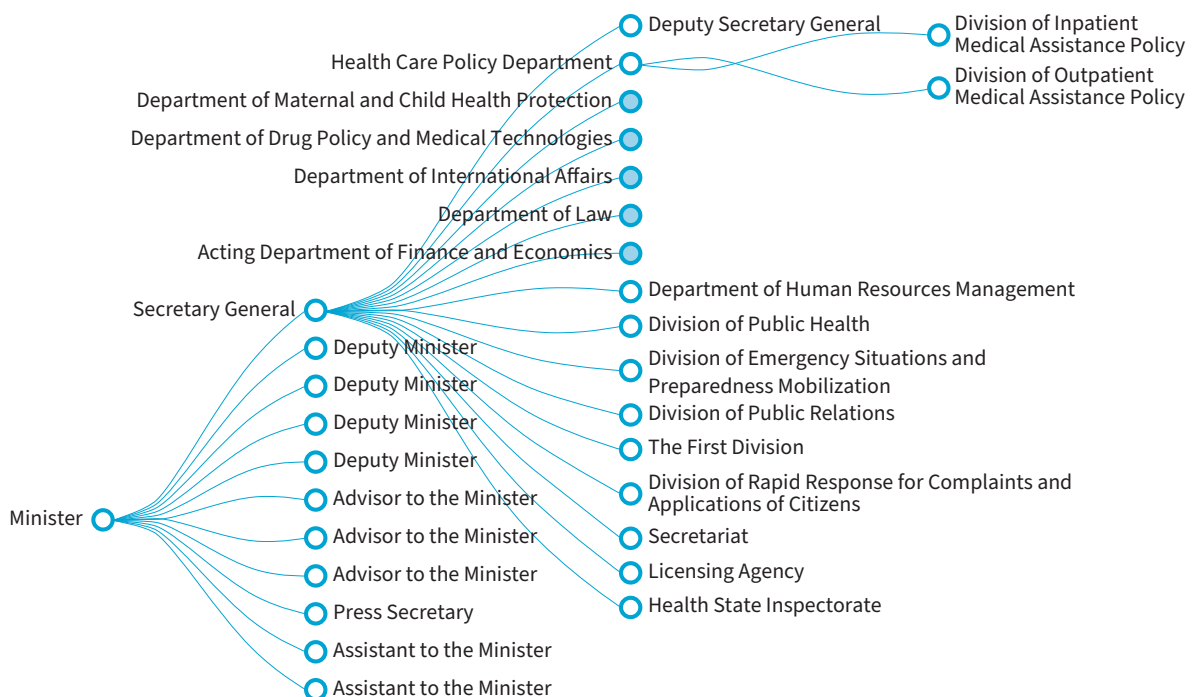 Deputy Secretary General
Division of Inpatient
Medical Assistance Policy
Health Care Policy Department
Division of Outpatient
Medical Assistance Policy
Department of Maternal and Child Health Protection
Department of Drug Policy and Medical Technologies
Department of International Affairs
Department of Law
Acting Department of Finance and Economics
Department of Human Resources Management
Secretary General
Division of Public Health
Deputy Minister
Division of Emergency Situations and
Preparedness Mobilization
Deputy Minister
Division of Public Relations
Deputy Minister
The First Division
Deputy Minister
Division of Rapid Response for Complaints and
Applications of Citizens
Advisor to the Minister
Minister
Advisor to the Minister
Secretariat
Advisor to the Minister
Licensing Agency
Press Secretary
Health State Inspectorate
Assistant to the Minister
Assistant to the Minister